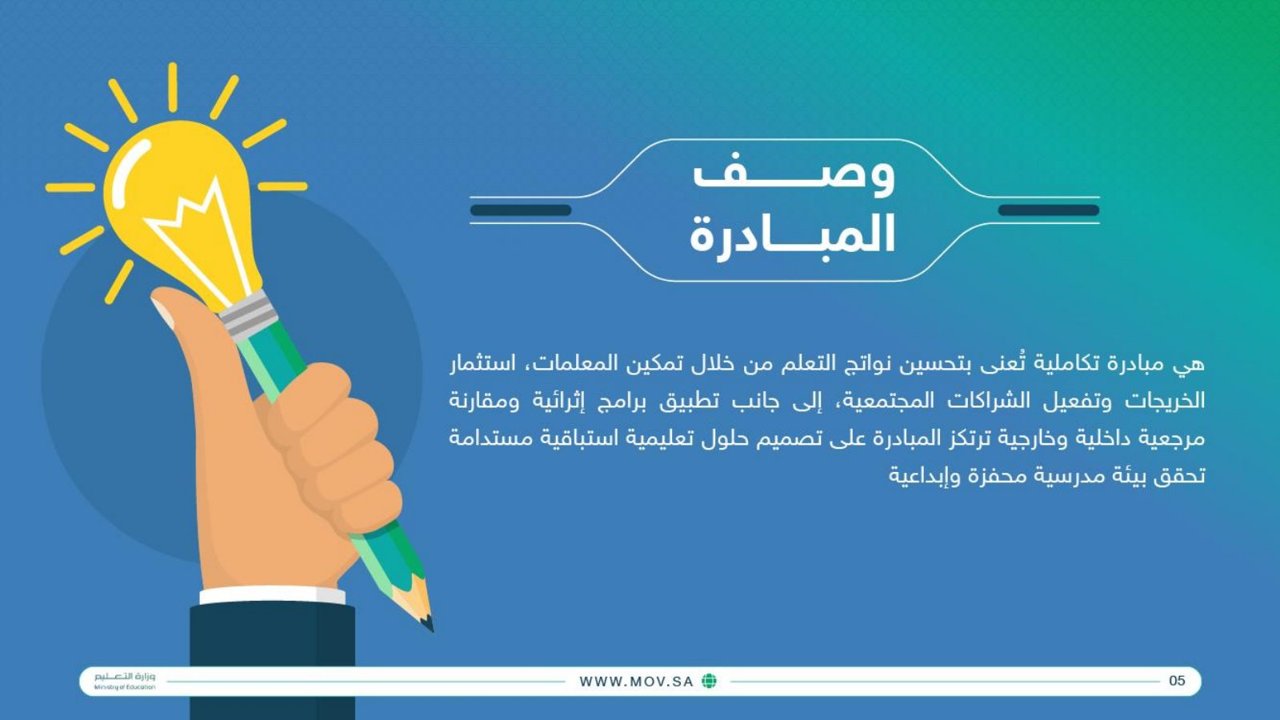 وصـــــف
المبـــادرة
هي مبادرة تكاملية تُعنى بتحسين نواتج التعلم من خلال تمكين المعلمات، استثمار
الخريجات وتفعيل الشراكات المجتمعية، إلى جانب تطبيق برامج إثرائية ومقارنة
مرجعية داخلية وخارجية ترتكز المبادرة على تصميم حلول تعليمية استباقية مستدامة
تحقق بيئة مدرسية محفزة وإبداعية
وزارة التعـــليم
Ministry of Education
WWW.MOV.SA
05